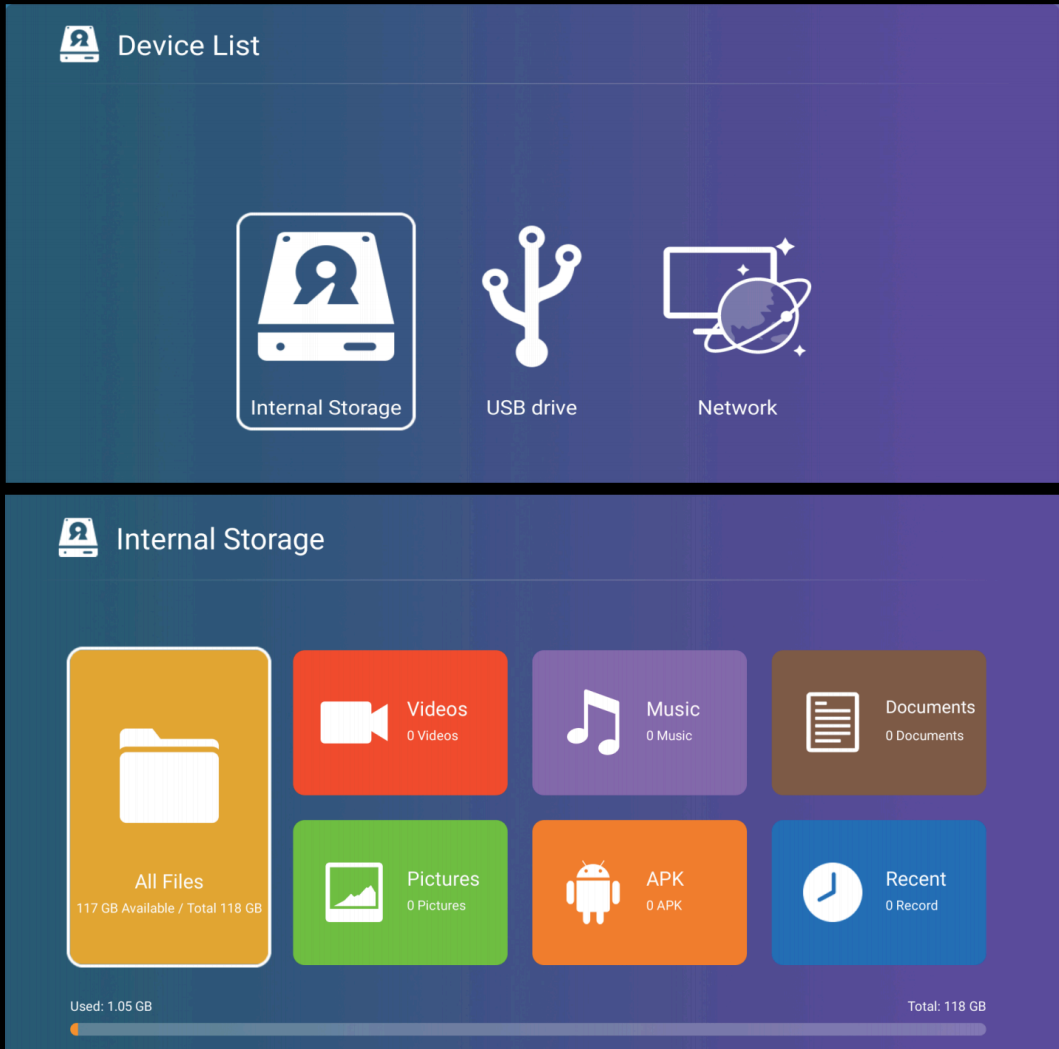 Device List
Internal Storage
USB drive
Network
Internal Storage
All Files
117 GB Available / Total 118 GB
Videos
0 Videos
Music
0 Music
Documents
0 Documents
Pictures
0 Pictures
APK
0 APK
Recent
0 Record
Used: 1.05 GB
Total: 118 GB